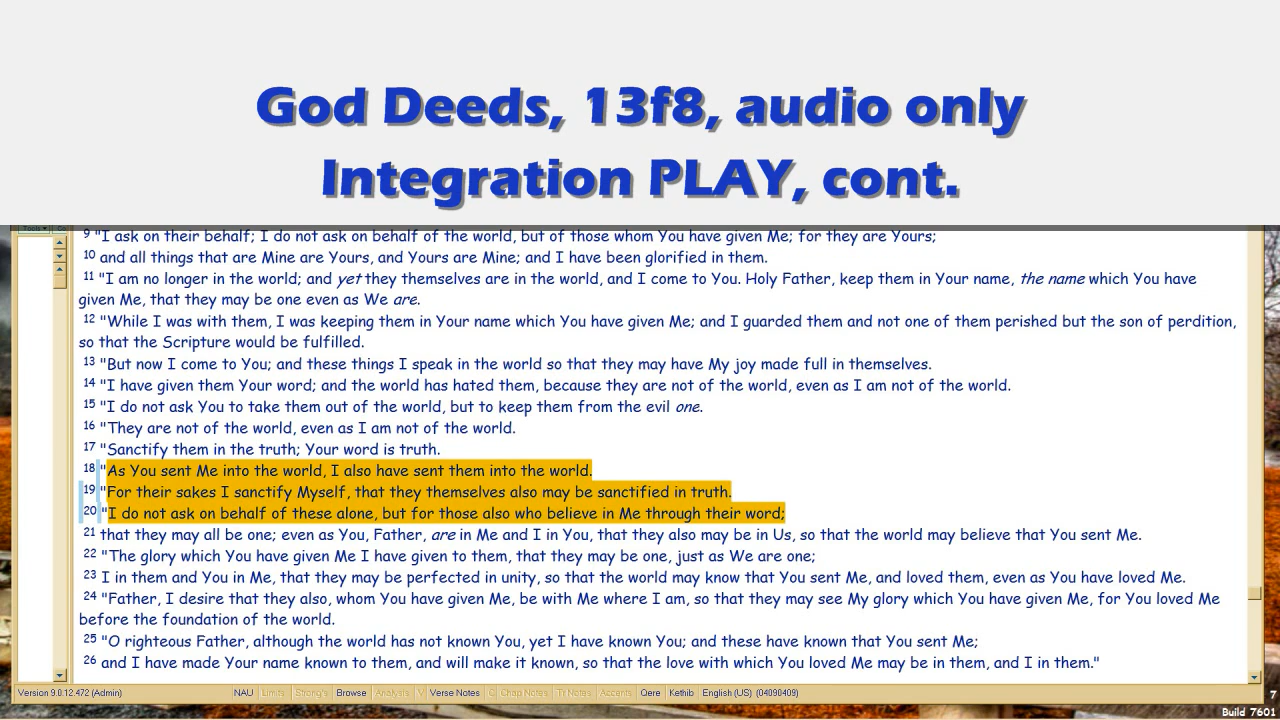 God Deeds, 13f8, audio only
Integration PLAY, cont.
Tools
9 "I ask on their behalf; I do not ask on behalf of the world, but of those whom You have given Me; for they are Yours;
10 and all things that are Mine are Yours, and Yours are Mine; and I have been glorified in them.
11 "I am no longer in the world; and yet they themselves are in the world, and I come to You. Holy Father, keep them in Your name, the name which You have
given Me, that they may be one even as We are.
12 "While I was with them, I was keeping them in Your name which You have given Me; and I guarded them and not one of them perished but the son of perdition,
so that the Scripture would be fulfilled.
13 "But now I come to You; and these things I speak in the world so that they may have My joy made full in themselves.
14 "I have given them Your word; and the world has hated them, because they are not of the world, even as I am not of the world.
15 "I do not ask You to take them out of the world, but to keep them from the evil one.
16 "They are not of the world, even as I am not of the world.
17 "Sanctify them in the truth; Your word is truth.
18 "As You sent Me into the world, I also have sent them into the world.
19 "For their sakes I sanctify Myself, that they themselves also may be sanctified in truth.
20 "I do not ask on behalf of these alone, but for those also who believe in Me through their word;
21 that they may all be one; even as You, Father, are in Me and I in You, that they also may be in Us, so that the world may believe that You sent Me.
22 "The glory which You have given Me I have given to them, that they may be one, just as We are one;
23 I in them and You in Me, that they may be perfected in unity, so that the world may know that You sent Me, and loved them, even as You have loved Me.
24 "Father, I desire that they also, whom You have given Me, be with Me where I am, so that they may see My glory which You have given Me, for You loved Me
before the foundation of the world.
25 "O righteous Father, although the world has not known You, yet I have known You; and these have known that You sent Me;
26 and I have made Your name known to them, and will make it known, so that the love with which You loved Me may be in them, and I in them."
Version 9.0.12.472 (Admin) NAU Limits Strong's Browse Analysis V Verse Notes C Chap Notes Tr Notes Accents Qere Kethib English (US) (04090409)
7
Build 7601